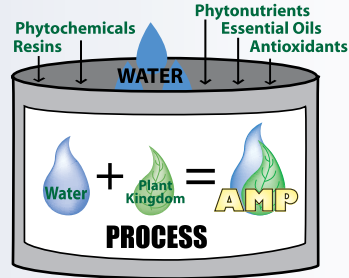 Phytochemicals
Resins
Phytonutrients
Essential Oils
Antioxidants
WATER
Water
+
Plant
Kingdom
=
AMP
PROCESS